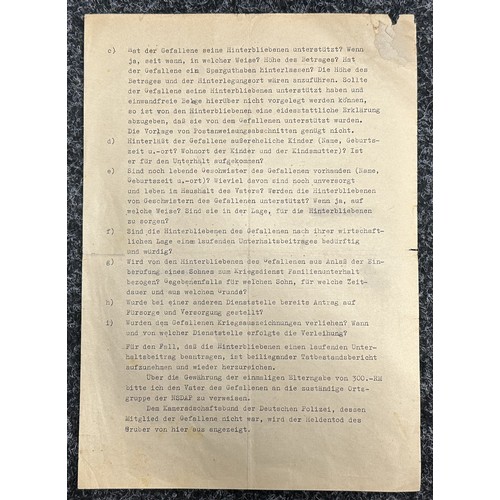 c) Hat der Gefallene seine Hinterbliebenen unterstützt? Wenn
ja, seit wann, in welcher Weise? Höhe des Betrages? Hat
der Gefallene ein Sparguthaben hinterlassen? Die Höhe des
Betrages und der Hinterlegungsort wären anzuführen. Sollte
der Gefallene seine Hinterbliebenen unterstützt haben und
einwandfreie Belge hierüber nicht vorgelegt werden können,
so ist von den Hinterbliebenen eine eidesstattliche Erklärung
abzugeben, daß sie von dem Gefallenen unterstützt wurden.
Die Vorlage von Postanweisungsabschnitten genügt nicht.
d) Hinterläßt der Gefallene außereheliche Kinder (Name, Geburts-
zeit u.-ort? Wohnort der Kinder und der Kindsmutter)? Ist
er für den Unterhalt aufgekommen?
e) Sind noch lebende Geschwister des Gefallenen vorhanden (Name,
Geburtszeit u.-ort)? Wieviel davon sind noch unversorgt
und leben im Haushalt des Vaters? Werden die Hinterbliebenen
von Geschwistern des Gefallenen unterstützt? Wenn ja, auf
welche Weise? Sind sie in der Lage, für die Hinterbliebenen
zu sorgen?
f) Sind die Hinterbliebenen des Gefallenen nach ihrer wirtschaft-
lichen Lage eines laufenden Unterhaltsbeitrages bedürftig
und würdig?
g) Wird von den Hinterbliebenen des Gefallenen aus Anlaß der Ein-
berufung eines Sohnes zum Kriegsdienst Familienunterhalt
bezogen? Gegebenenfalls für welchen Sohn, für welche Zeit-
dauer und aus welchem Grunde?
h) Wurde bei einer anderen Dienststelle bereits Antrag auf
Fürsorge und Versorgung gestellt?
i) Wurden dem Gefallenen Kriegsauszeichnungen verliehen? Wann
und von welcher Dienststelle erfolgte die Verleihung?
Für den Fall, daß die Hinterbliebenen einen laufenden Unter-
haltsbeitrag beantragen, ist beiliegender Tatbestandsbericht
aufzunehmen und wieder herzureichen.
Über die Gewährung der einmaligen Elterngabe von 300.-RM
bitte ich den Vater des Gefallenen an die zuständige Orts-
gruppe der NSDAP zu verweisen.
Dem Kameradschaftsbund der Deutschen Polizei, dessen
Mitglied der Gefallene nicht war, wird der Heldentod des
Gruber von hier aus angezeigt.